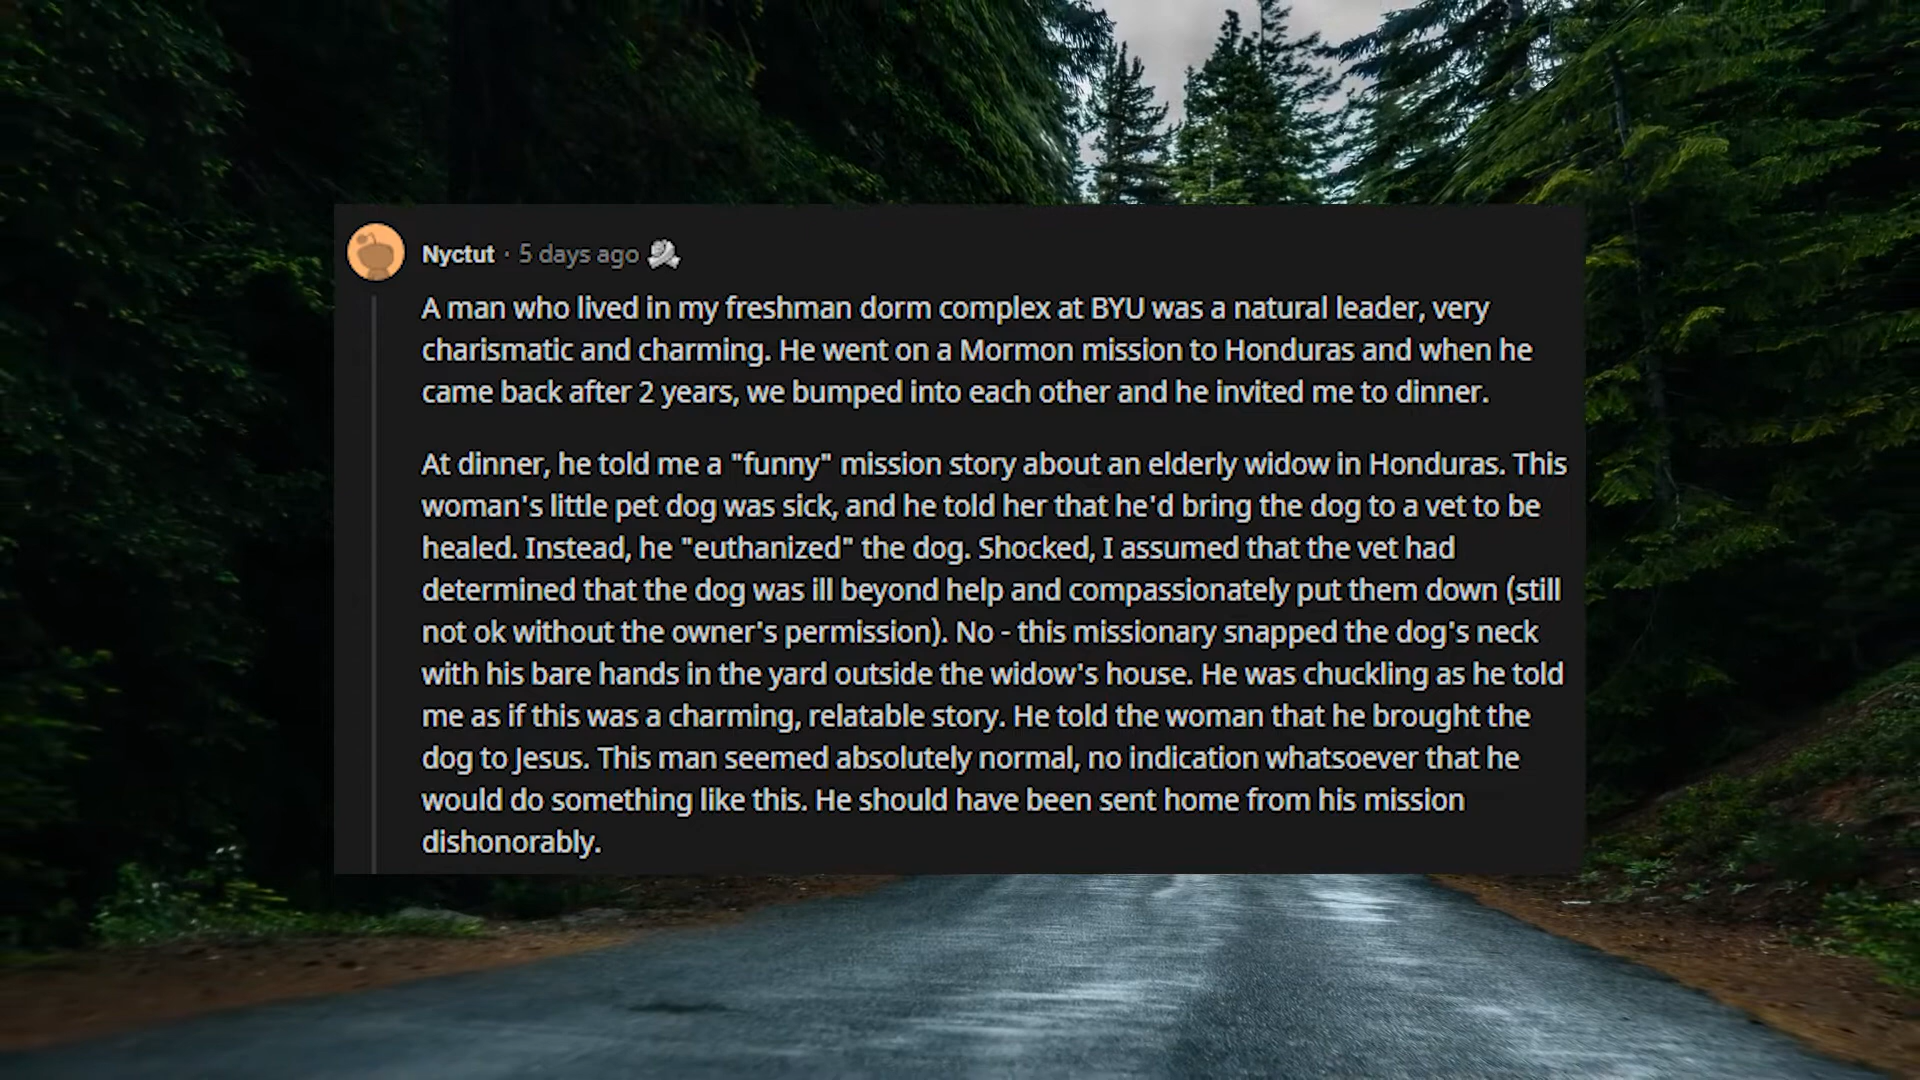 Nyctut · 5 days ago
A man who lived in my freshman dorm complex at BYU was a natural leader, very
charismatic and charming. He went on a Mormon mission to Honduras and when he
came back after 2 years, we bumped into each other and he invited me to dinner.
At dinner, he told me a "funny" mission story about an elderly widow in Honduras. This
woman's little pet dog was sick, and he told her that he'd bring the dog to a vet to be
healed. Instead, he "euthanized" the dog. Shocked, I assumed that the vet had
determined that the dog was ill beyond help and compassionately put them down (still
not ok without the owner's permission). No - this missionary snapped the dog's neck
with his bare hands in the yard outside the widow's house. He was chuckling as he told
me as if this was a charming, relatable story. He told the woman that he brought the
dog to Jesus. This man seemed absolutely normal, no indication whatsoever that he
would do something like this. He should have been sent home from his mission
dishonorably.